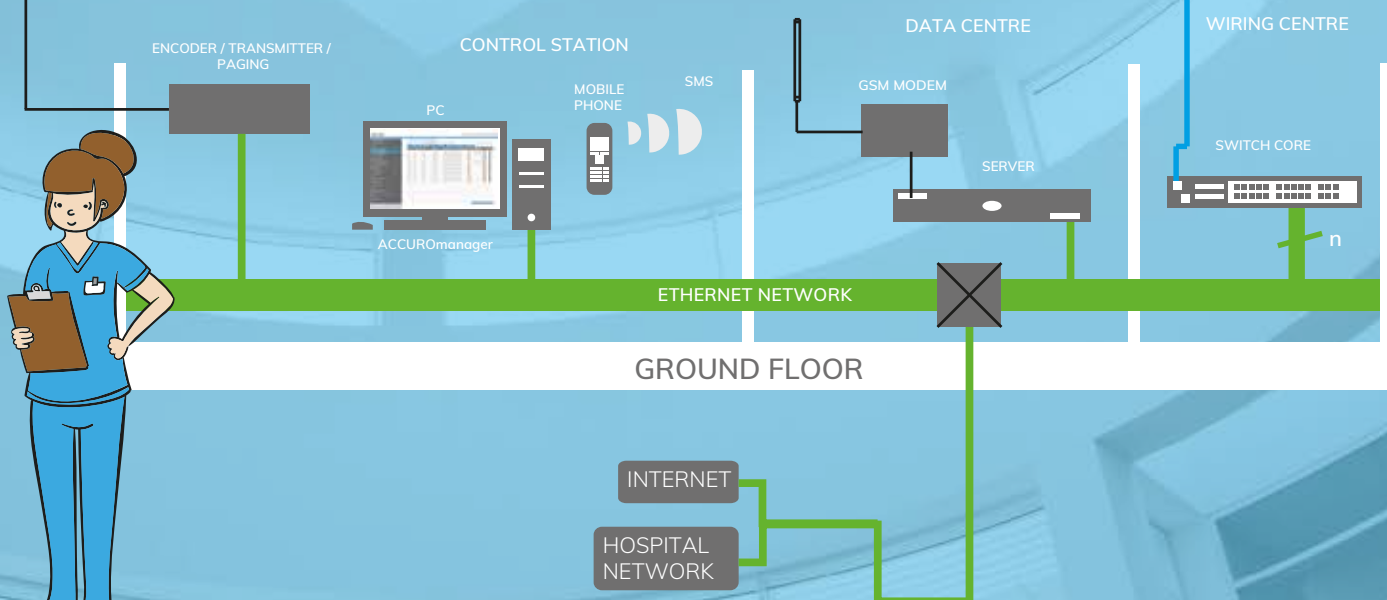 ENCODER / TRANSMITTER /
PAGING
CONTROL STATION
PC
MOBILE
PHONE
SMS
ACCUROmanager
DATA CENTRE
GSM MODEM
SERVER
WIRING CENTRE
SWITCH CORE
n
ETHERNET NETWORK
GROUND FLOOR
INTERNET
HOSPITAL
NETWORK